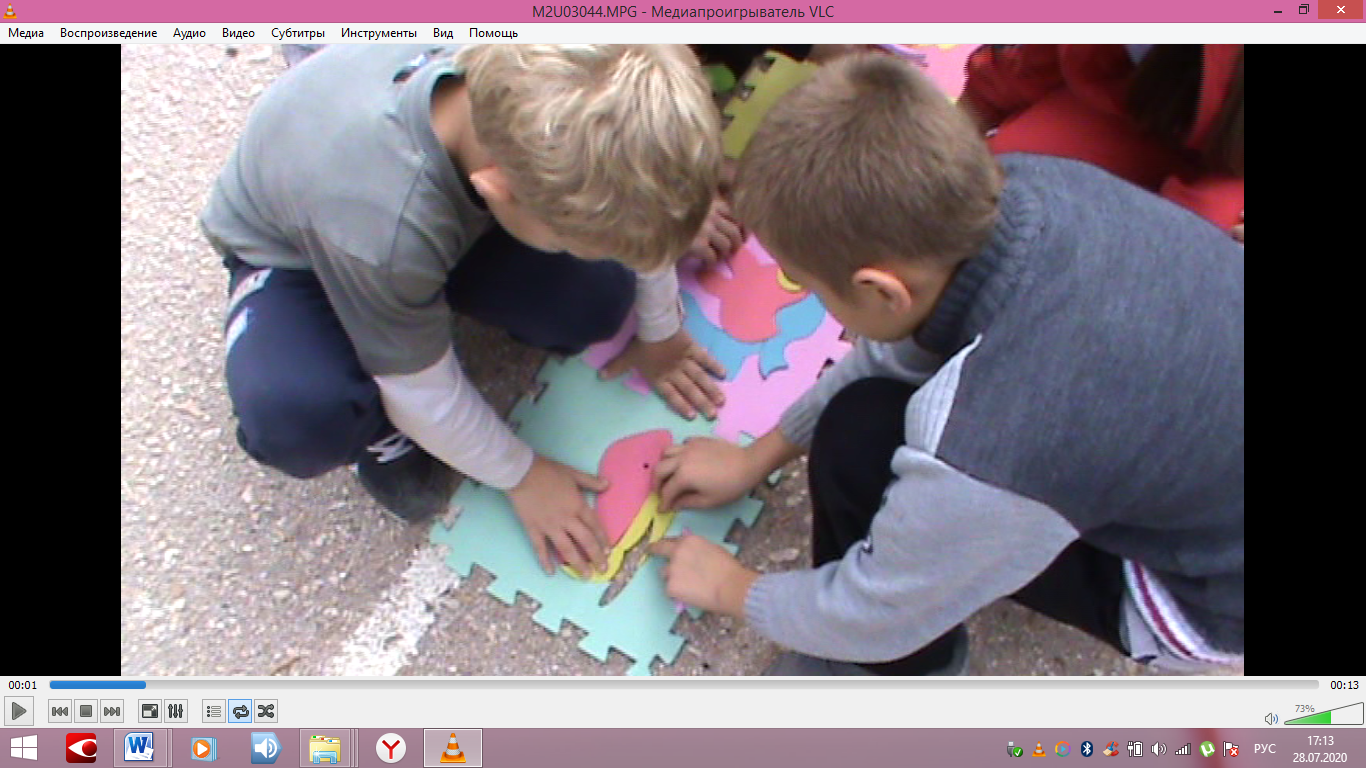 M2U03044.MPG - Медиапроигрыватель VLC
Медиа Воспроизведение Аудио Видео Субтитры Инструменты Вид Помощь
00:01 00:13
73%
РУС
17:13
28.07.2020